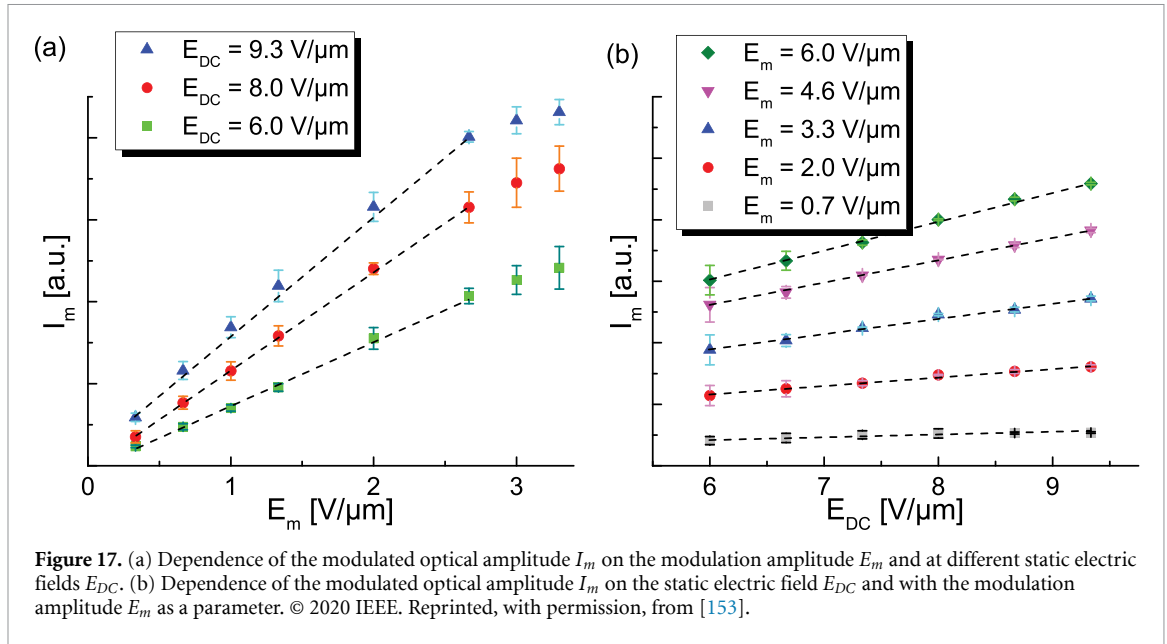 (a)
E_DC = 9.3 V/µm
E_DC = 8.0 V/µm
E_DC = 6.0 V/µm
I_m [a.u.]
0 1 2 3
E_m [V/µm]
(b)
E_m = 6.0 V/µm
E_m = 4.6 V/µm
E_m = 3.3 V/µm
E_m = 2.0 V/µm
E_m = 0.7 V/µm
I_m [a.u.]
6 7 8 9
E_DC [V/µm]
Figure 17. (a) Dependence of the modulated optical amplitude I_m on the modulation amplitude E_m and at different static electric
fields E_DC. (b) Dependence of the modulated optical amplitude I_m on the static electric field E_DC and with the modulation
amplitude E_m as a parameter. © 2020 IEEE. Reprinted, with permission, from [153].